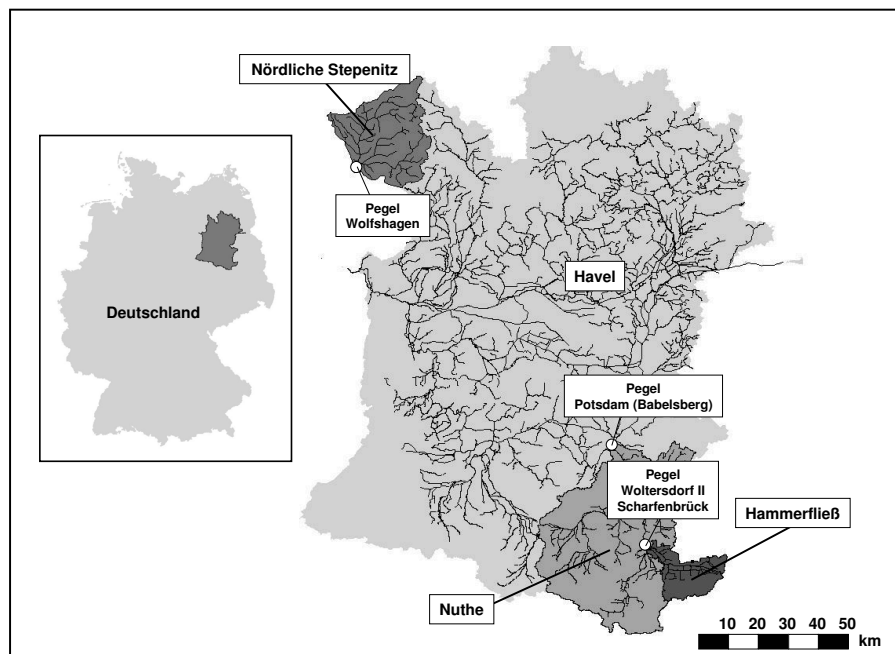 Nördliche Stepenitz
Pegel
Wolfshagen
Deutschland
Havel
Pegel
Potsdam (Babelsberg)
Pegel
Woltersdorf II
Scharfenbrück
Hammerfließ
Nuthe
10 20 30 40 50
km